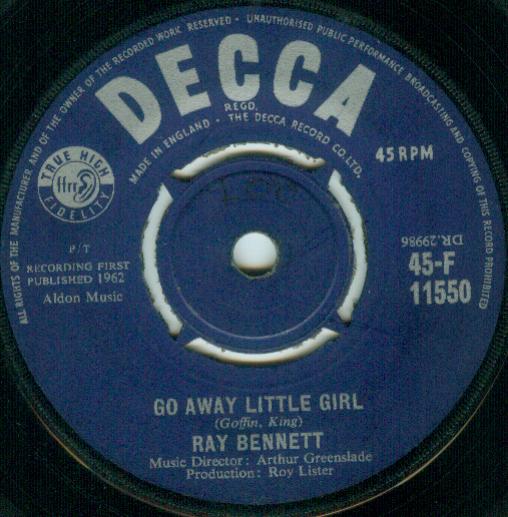 ALL RIGHTS OF THE MANUFACTURER AND OF THE OWNER OF THE RECORDED WORK RESERVED · UNAUTHORISED PUBLIC PERFORMANCE BROADCASTING AND COPYING OF THIS RECORD PROHIBITED
DECCA
REGD.
MADE IN ENGLAND · THE DECCA RECORD CO. LTD.
45 RPM
TRUE HIGH
ffrr
FIDELITY
P/T
RECORDING FIRST
PUBLISHED 1962
Aldon Music
DR.29986
45-F
11550
GO AWAY LITTLE GIRL
(Goffin, King)
RAY BENNETT
Music Director: Arthur Greenslade
Production: Roy Lister